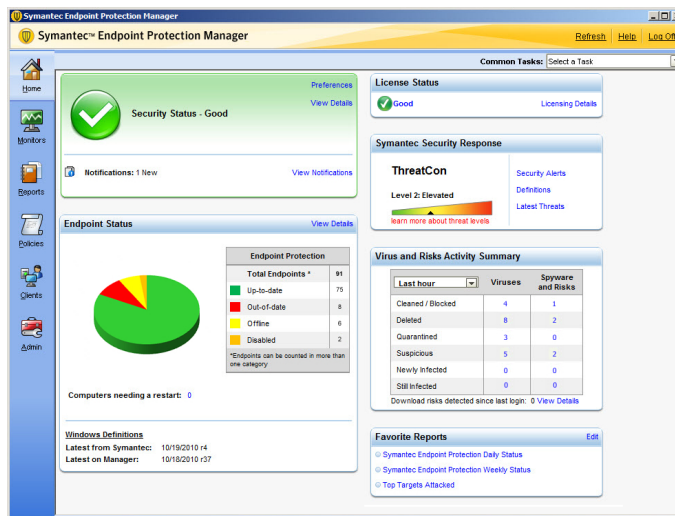 Symantec Endpoint Protection Manager
Symantec™ Endpoint Protection Manager
Refresh Help Log Off
Common Tasks: Select a Task
Home
Monitors
Reports
Policies
Clients
Admin
Preferences
Security Status - Good
View Details
Notifications: 1 New
View Notifications
Endpoint Status
View Details
Endpoint Protection
Total Endpoints * 91
Up-to-date 75
Out-of-date 8
Offline 6
Disabled 2
*Endpoints can be counted in more than
one category
Computers needing a restart: 0
Windows Definitions
Latest from Symantec: 10/19/2010 r4
Latest on Manager: 10/18/2010 r37
License Status
Good
Licensing Details
Symantec Security Response
ThreatCon
Security Alerts
Level 2: Elevated
Definitions
Latest Threats
learn more about threat levels
Virus and Risks Activity Summary
Last hour Viruses Spyware
and Risks
Cleaned / Blocked 4 1
Deleted 8 2
Quarantined 3 0
Suspicious 5 2
Newly Infected 0 0
Still Infected 0 0
Download risks detected since last login: 0 View Details
Favorite Reports
Edit
Symantec Endpoint Protection Daily Status
Symantec Endpoint Protection Weekly Status
Top Targets Attacked